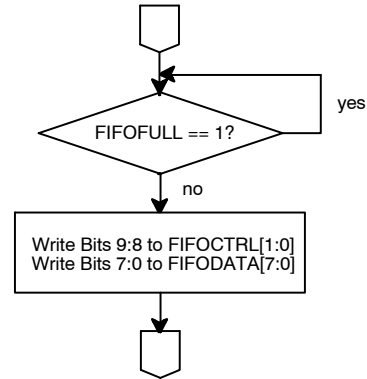 FIFOFULL == 1?
yes
no
Write Bits 9:8 to FIFOCTRL[1:0]
Write Bits 7:0 to FIFODATA[7:0]